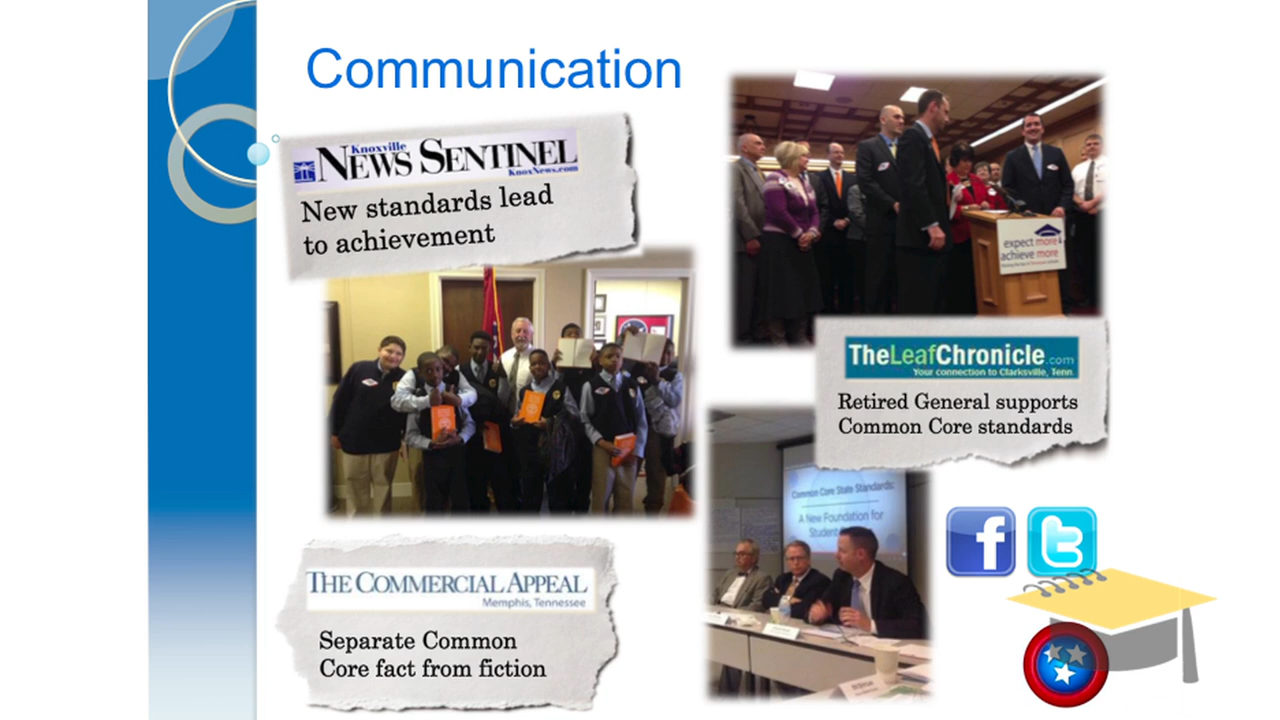 Communication
Knoxville
NEWS SENTINEL
KnoxNews.com
New standards lead
to achievement
expect more,
achieve more
TheLeafChronicle.com
Your connection to Clarksville, Tenn.
Retired General supports
Common Core standards
Common Core State Standards:
A New Foundation for
Student
THE COMMERCIAL APPEAL
Memphis, Tennessee
Separate Common
Core fact from fiction
f
t